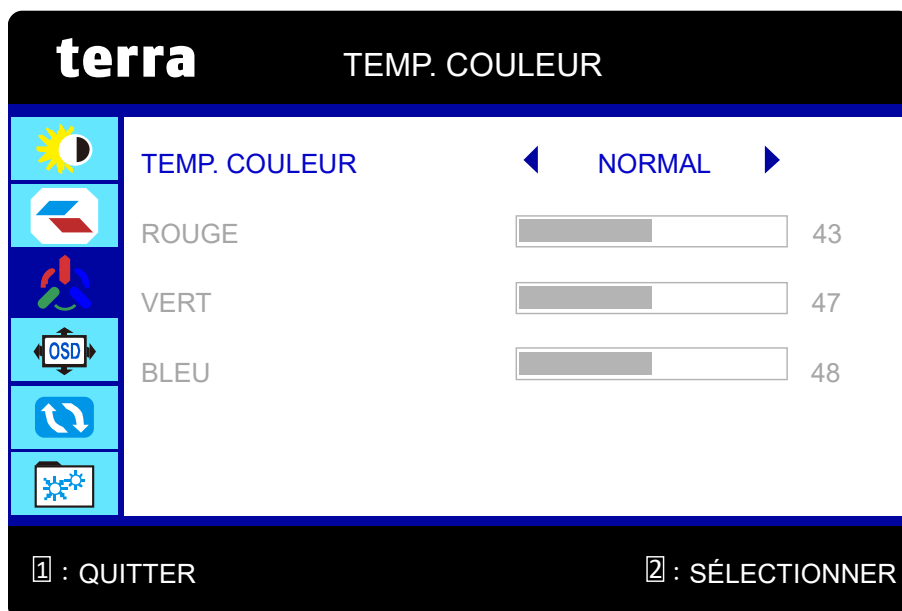 terra TEMP. COULEUR
TEMP. COULEUR NORMAL
ROUGE 43
VERT 47
OSD
BLEU 48
1 : QUITTER 2 : SÉLECTIONNER